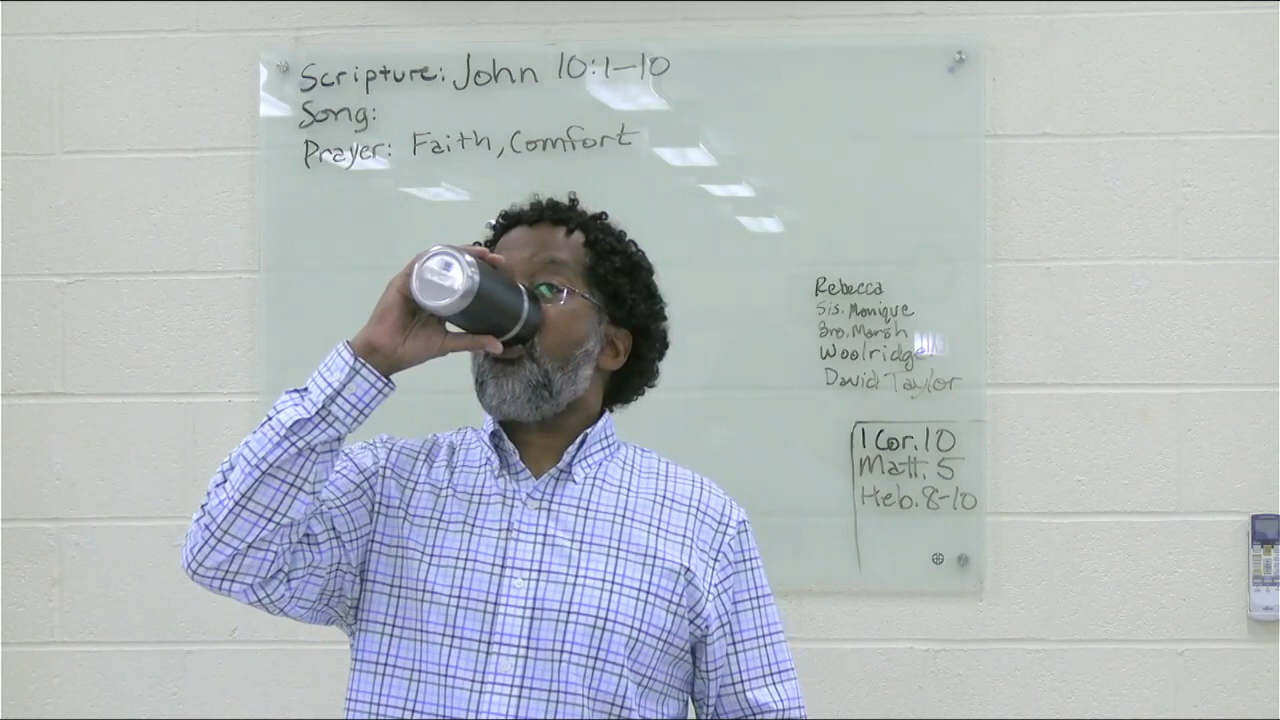 Scripture: John 10:1-10
Song:
Prayer: Faith, Comfort
Rebecca
Sis. Monique
Bro. Marsh
Woolridge
David Taylor
1 Cor. 10
Matt. 5
Heb. 8-10